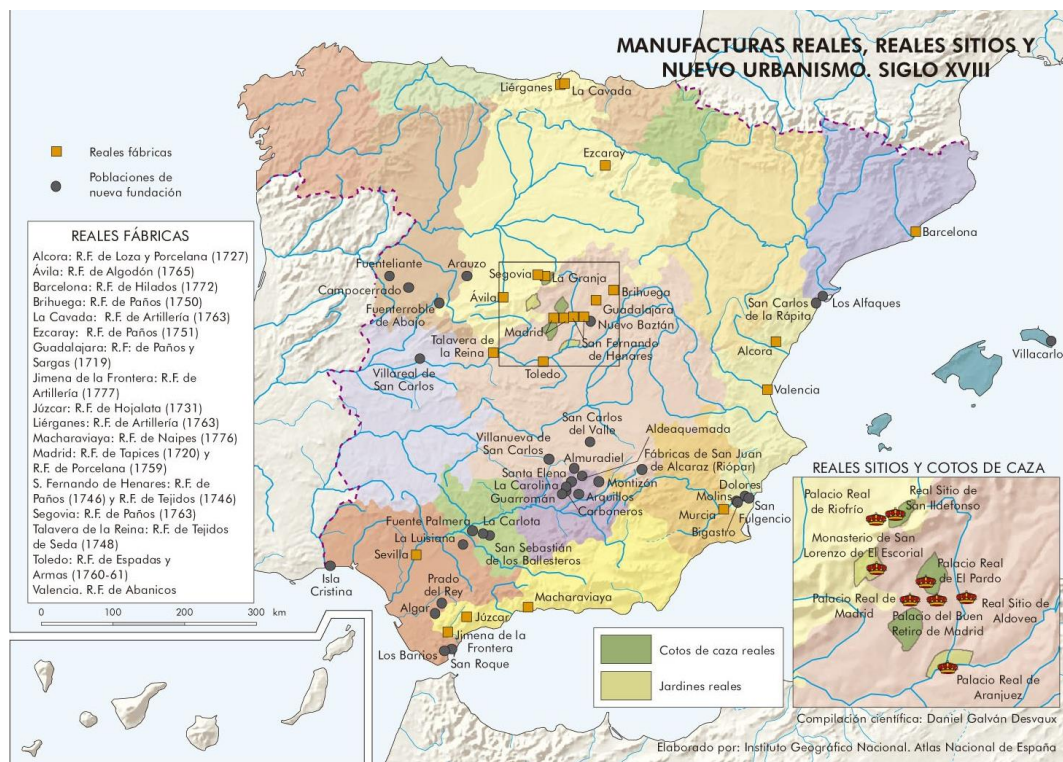 MANUFACTURAS REALES, REALES SITIOS Y
NUEVO URBANISMO. SIGLO XVIII
Reales fábricas
Poblaciones de
nueva fundación
REALES FÁBRICAS
Alcora: R.F. de Loza y Porcelana (1727)
Ávila: R.F. de Algodón (1765)
Barcelona: R.F. de Hilados (1772)
Brihuega: R.F. de Paños (1750)
La Cavada: R.F. de Artillería (1763)
Ezcaray: R.F. de Paños (1751)
Guadalajara: R.F: de Paños y
Sargas (1719)
Jimena de la Frontera: R.F. de
Artillería (1777)
Júzcar: R.F. de Hojalata (1731)
Liérganes: R.F. de Artillería (1763)
Macharaviaya: R.F. de Naipes (1776)
Madrid: R.F. de Tapices (1720) y
R.F. de Porcelana (1759)
S. Fernando de Henares: R.F. de
Paños (1746) y R.F. de Tejidos (1746)
Segovia: R.F. de Paños (1763)
Talavera de la Reina: R.F. de Tejidos
de Seda (1748)
Toledo: R.F. de Espadas y
Armas (1760-61)
Valencia. R.F. de Abanicos
0 100 200 300 km
Liérganes
La Cavada
Ezcaray
Barcelona
Fuenteliante
Arauzo
Segovia
La Granja
Campocerrado
Ávila
Brihuega
Guadalajara
Fuenterroble
de Abajo
Madrid
Nuevo Baztán
San Carlos
de la Rápita
Los Alfaques
Talavera de
la Reina
San Fernando
de Henares
Alcora
Villacarlo
Villareal de
San Carlos
Toledo
Valencia
San Carlos
del Valle
Aldeaquemada
Villanueva de
San Carlos
Almuradiel
Fábricas de San Juan
de Alcaraz (Riópar)
Santa Elena
La Carolina
Montizón
Guarromán
Arquillos
Carboneros
Dolores
Molins
San
Fulgencio
Murcia
Bigastro
Fuente Palmera
La Carlota
La Luisiana
San Sebastián
de los Ballesteros
Sevilla
Isla
Cristina
Prado
del Rey
Algar
Macharaviaya
Júzcar
Jimena de la
Frontera
Los Barrios
San Roque
Cotos de caza reales
Jardines reales
REALES SITIOS Y COTOS DE CAZA
Palacio Real
de Riofrío
Real Sitio de
San Ildefonso
Monasterio de San
Lorenzo de El Escorial
Palacio Real
de El Pardo
Palacio Real de
Madrid
Palacio del Buen
Retiro de Madrid
Real Sitio de
Aldovea
Palacio Real de
Aranjuez
Compilación científica: Daniel Galván Desvaux
Elaborado por: Instituto Geográfico Nacional. Atlas Nacional de España